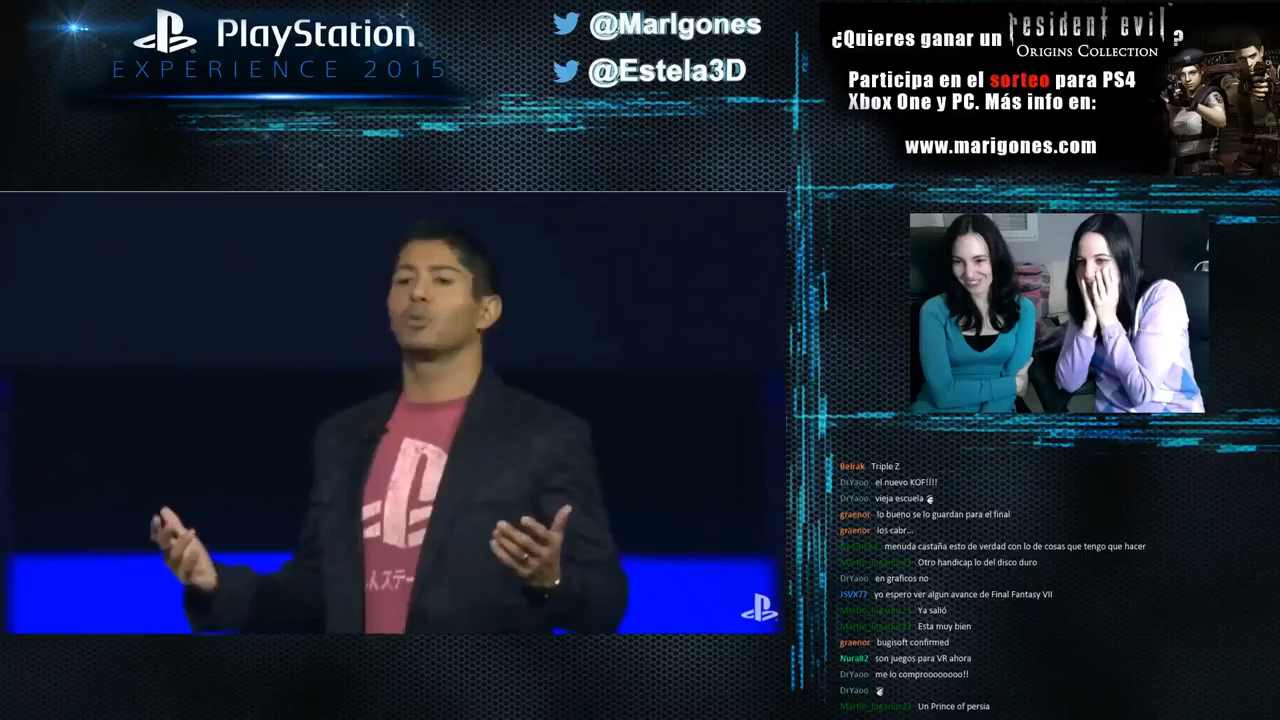 PlayStation
EXPERIENCE 2015
@MarIgones
@Estela3D
¿Quieres ganar un resident evil ?
ORIGINS COLLECTION
Participa en el sorteo para PS4
Xbox One y PC. Más info en:
www.marigones.com
Belrak Triple Z
DrYaoo el nuevo KOF!!!!
DrYaoo vieja escuela
graenor lo bueno se lo guardan para el final
graenor los cabr...
menuda castaña esto de verdad con lo de cosas que tengo que hacer
Martin_logarius23 Otro handicap lo del disco duro
DrYaoo en graficos no
JSVX77 yo espero ver algun avance de Final Fantasy VII
Martin_logarius23 Ya salió
Martin_logarius23 Esta muy bien
graenor bugisoft confirmed
Nura82 son juegos para VR ahora
DrYaoo me lo comproooooooo!!
DrYaoo
Martin_logarius23 Un Prince of persia